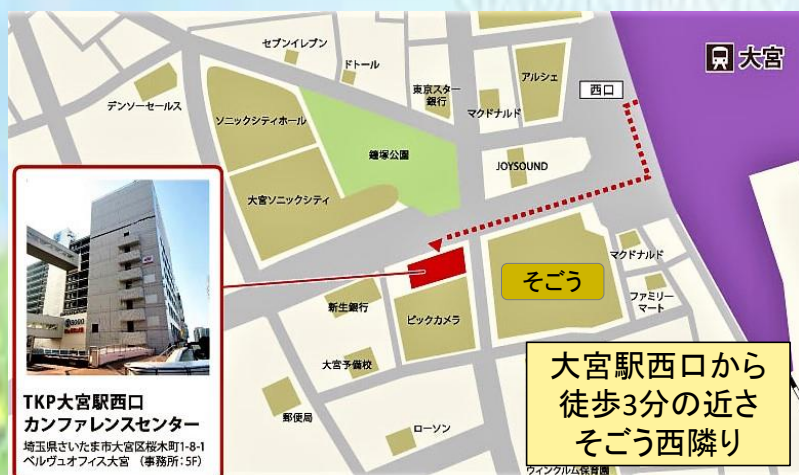 セブンイレブン
ドトール
デンソーセールス
ソニックシティホール
鐘塚公園
大宮ソニックシティ
東京スター
銀行
マクドナルド
アルシェ
西口
大宮
JOYSOUND
マクドナルド
ファミリー
マート
そごう
新生銀行
ビックカメラ
大宮予備校
郵便局
ローソン
ウィンクルム保育園
TKP大宮駅西口
カンファレンスセンター
埼玉県さいたま市大宮区桜木町1-8-1
ベルヴュオフィス大宮 (事務所:5F)
大宮駅西口から
徒歩3分の近さ
そごう西隣り